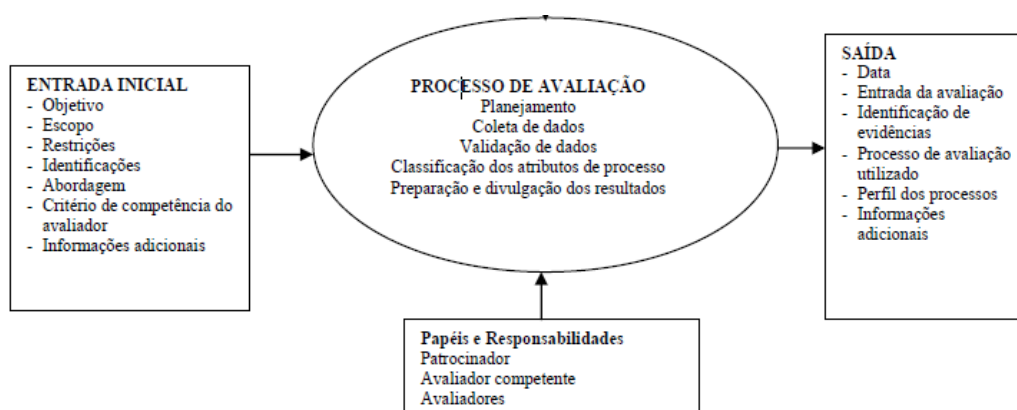 ENTRADA INICIAL
- Objetivo
- Escopo
- Restrições
- Identificações
- Abordagem
- Critério de competência do
avaliador
- Informações adicionais
PROCESSO DE AVALIAÇÃO
Planejamento
Coleta de dados
Validação de dados
Classificação dos atributos de processo
Preparação e divulgação dos resultados
SAÍDA
- Data
- Entrada da avaliação
- Identificação de
evidências
- Processo de avaliação
utilizado
- Perfil dos processos
- Informações
adicionais
Papéis e Responsabilidades
Patrocinador
Avaliador competente
Avaliadores